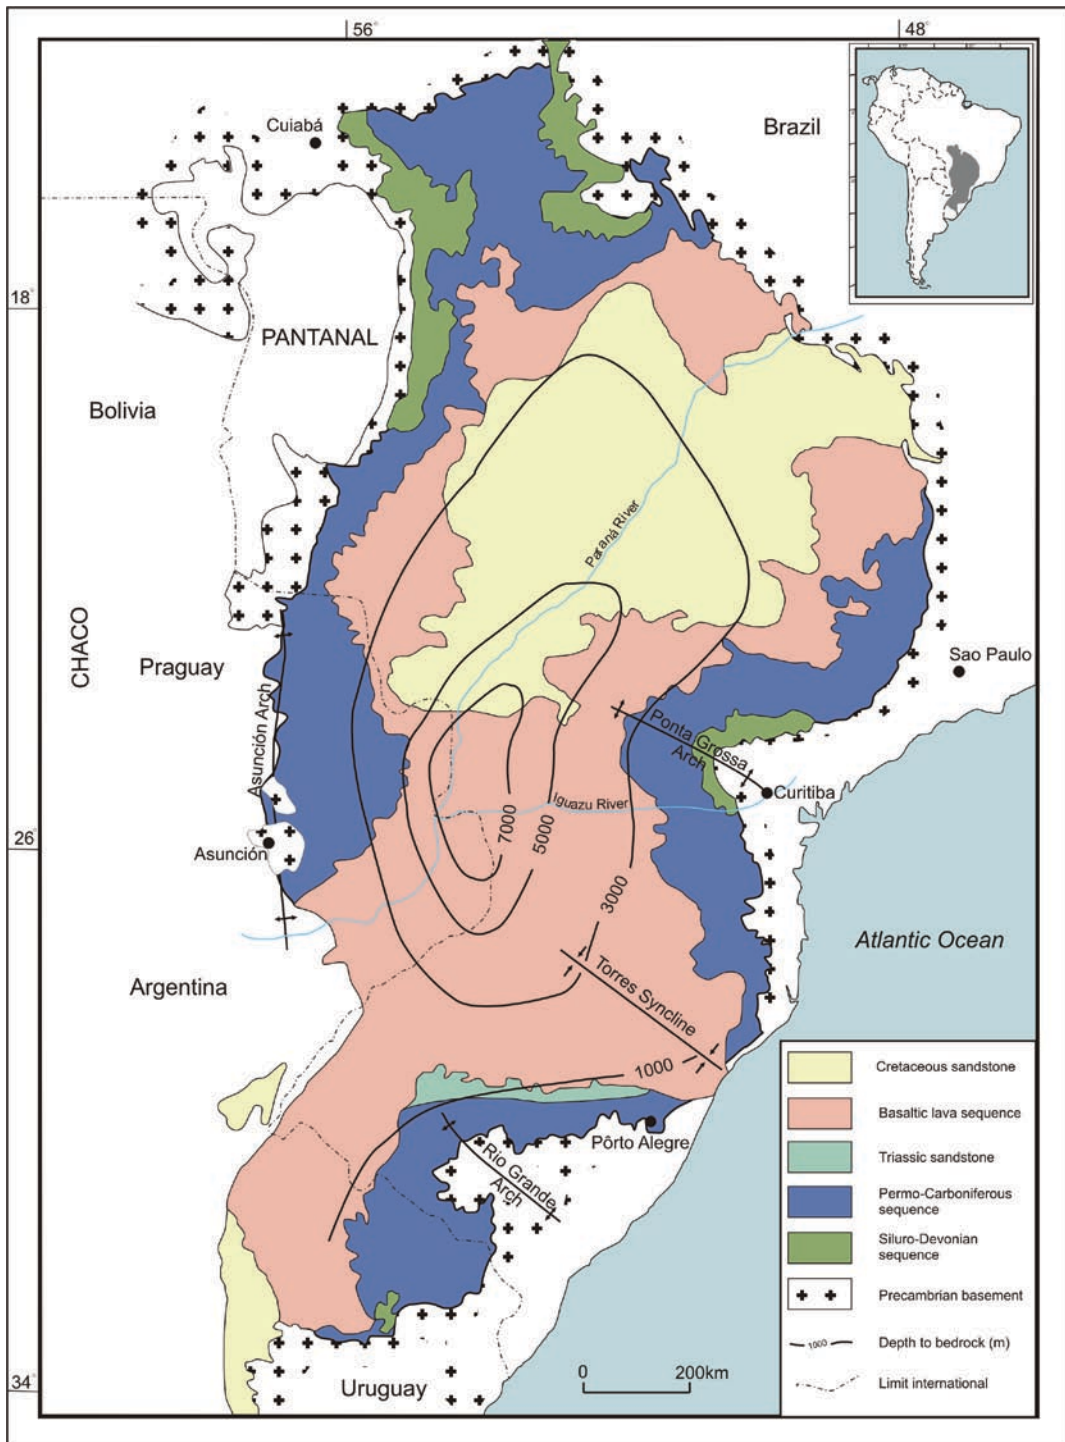 56°
48°
Cuiabá
Brazil
18°
PANTANAL
Bolivia
Paraná River
CHACO
Praguay
Sao Paulo
Asunción Arch
Ponta Grossa
Arch
Curitiba
Iguazu River
7000
5000
3000
26°
Asunción
Atlantic Ocean
Argentina
Torres Syncline
1000
Pôrto Alegre
Rio Grande
Arch
Cretaceous sandstone
Basaltic lava sequence
Triassic sandstone
Permo-Carboniferous
sequence
Siluro-Devonian
sequence
Precambrian basement
1000
Depth to bedrock (m)
Limit international
0
200km
34°
Uruguay